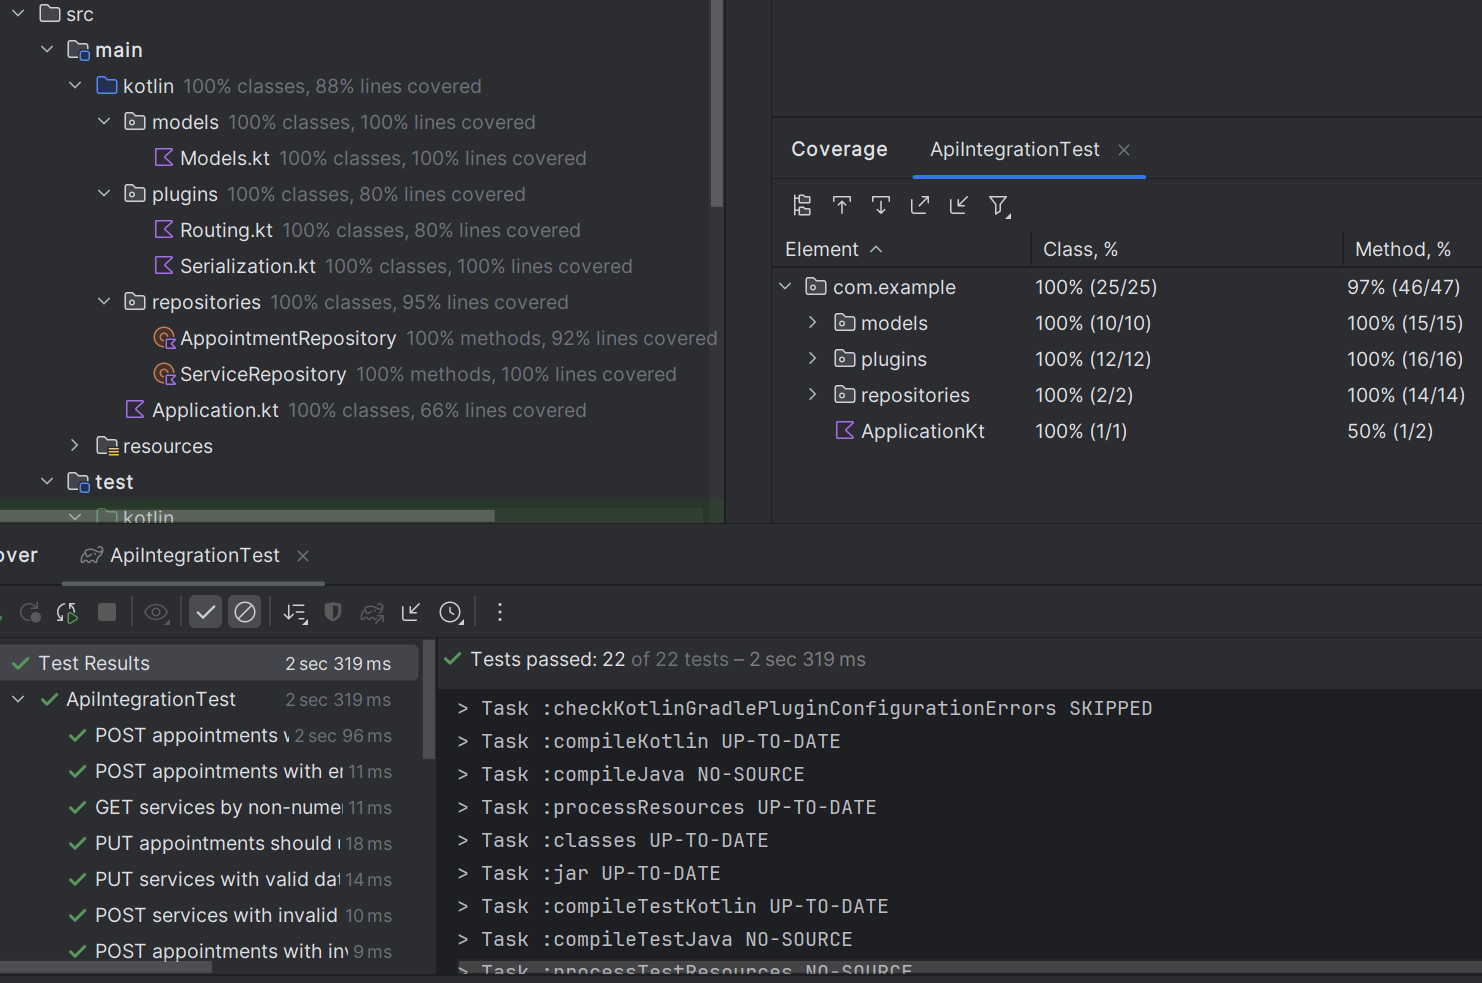 src
main
kotlin 100% classes, 88% lines covered
models 100% classes, 100% lines covered
Models.kt 100% classes, 100% lines covered
plugins 100% classes, 80% lines covered
Routing.kt 100% classes, 80% lines covered
Serialization.kt 100% classes, 100% lines covered
repositories 100% classes, 95% lines covered
AppointmentRepository 100% methods, 92% lines covered
ServiceRepository 100% methods, 100% lines covered
Application.kt 100% classes, 66% lines covered
resources
test
kotlin
Coverage ApiIntegrationTest
Element Class, % Method, %
com.example 100% (25/25) 97% (46/47)
models 100% (10/10) 100% (15/15)
plugins 100% (12/12) 100% (16/16)
repositories 100% (2/2) 100% (14/14)
ApplicationKt 100% (1/1) 50% (1/2)
over ApiIntegrationTest
Test Results 2 sec 319 ms
ApiIntegrationTest 2 sec 319 ms
POST appointments w 2 sec 96 ms
POST appointments with er 11 ms
GET services by non-nume 11 ms
PUT appointments should u 18 ms
PUT services with valid dat 14 ms
POST services with invalid 10 ms
POST appointments with inv 9 ms
Tests passed: 22 of 22 tests – 2 sec 319 ms
> Task :checkKotlinGradlePluginConfigurationErrors SKIPPED
> Task :compileKotlin UP-TO-DATE
> Task :compileJava NO-SOURCE
> Task :processResources UP-TO-DATE
> Task :classes UP-TO-DATE
> Task :jar UP-TO-DATE
> Task :compileTestKotlin UP-TO-DATE
> Task :compileTestJava NO-SOURCE
> Task :processTestResources NO-SOURCE